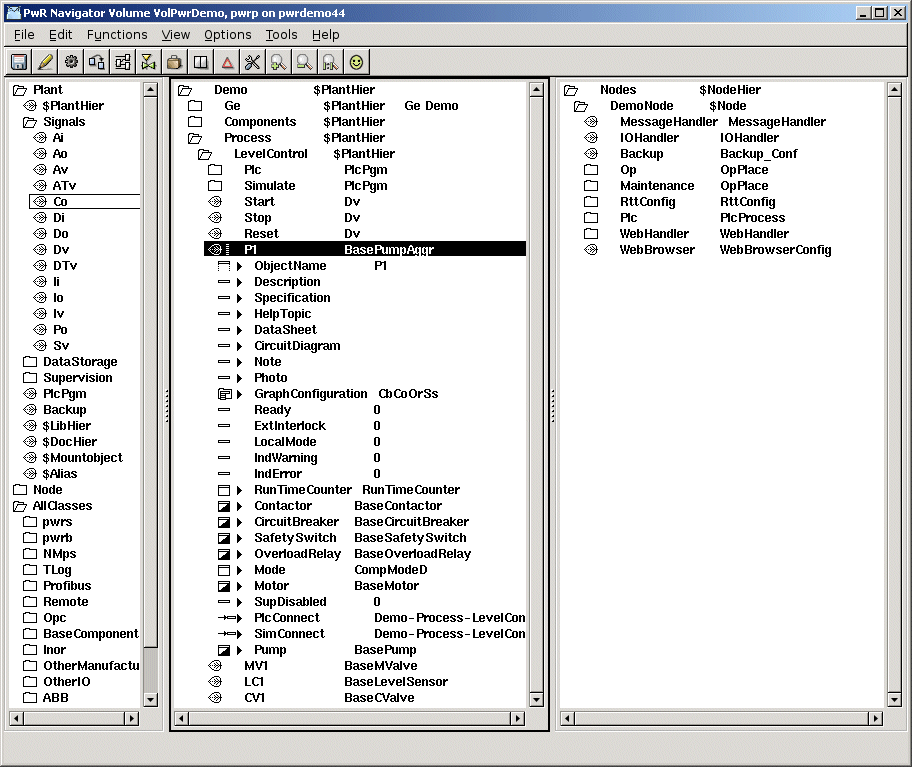 PwR Navigator Volume VolPwrDemo, pwrp on pwrdemo44
File Edit Functions View Options Tools Help
Plant
$PlantHier
Signals
Ai
Ao
Av
ATv
Co
Di
Do
Dv
DTv
Ii
Io
Iv
Po
Sv
DataStorage
Supervision
PlcPgm
Backup
$LibHier
$DocHier
$Mountobject
$Alias
Node
AllClasses
pwrs
pwrb
NMps
TLog
Profibus
Remote
Opc
BaseComponent
Inor
OtherManufactu
OtherIO
ABB
Demo $PlantHier
Ge $PlantHier Ge Demo
Components $PlantHier
Process $PlantHier
LevelControl $PlantHier
Plc PlcPgm
Simulate PlcPgm
Start Dv
Stop Dv
Reset Dv
P1 BasePumpAggr
ObjectName P1
Description
Specification
HelpTopic
DataSheet
CircuitDiagram
Note
Photo
GraphConfiguration CbCoOrSs
Ready 0
ExtInterlock 0
LocalMode 0
IndWarning 0
IndError 0
RunTimeCounter RunTimeCounter
Contactor BaseContactor
CircuitBreaker BaseCircuitBreaker
SafetySwitch BaseSafetySwitch
OverloadRelay BaseOverloadRelay
Mode CompModeD
Motor BaseMotor
SupDisabled 0
PlcConnect Demo-Process-LevelCon
SimConnect Demo-Process-LevelCon
Pump BasePump
MV1 BaseMValve
LC1 BaseLevelSensor
CV1 BaseCValve
Nodes $NodeHier
DemoNode $Node
MessageHandler MessageHandler
IOHandler IOHandler
Backup Backup_Conf
Op OpPlace
Maintenance OpPlace
RttConfig RttConfig
Plc PlcProcess
WebHandler WebHandler
WebBrowser WebBrowserConfig